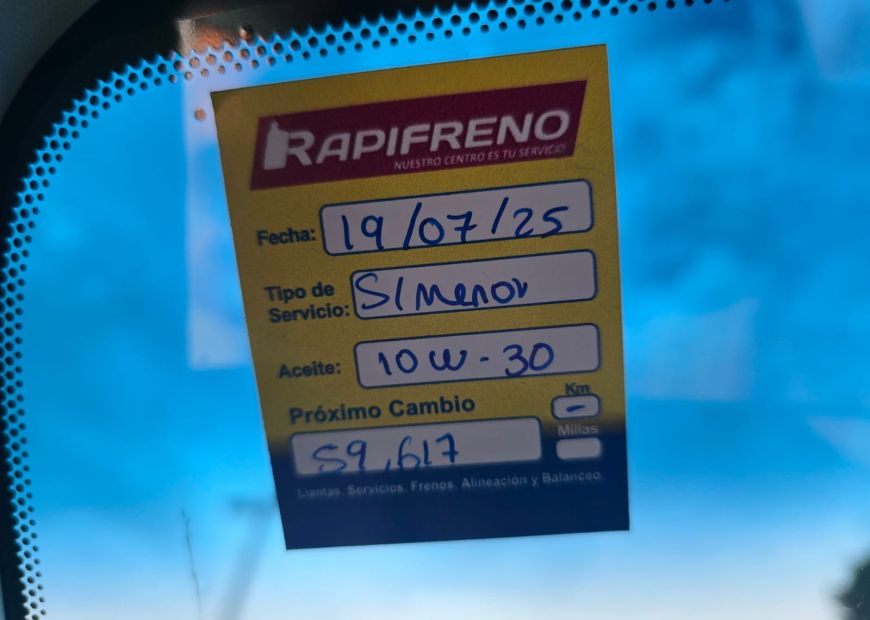 RAPIFRENO
NUESTRO CENTRO ES TU SERVICIO
Fecha: 19/07/25
Tipo de
Servicio: S/menor
Aceite: 10W-30
Próximo Cambio
Km
-
59,617
Millas
Llantas, Servicios, Frenos, Alineación y Balanceo